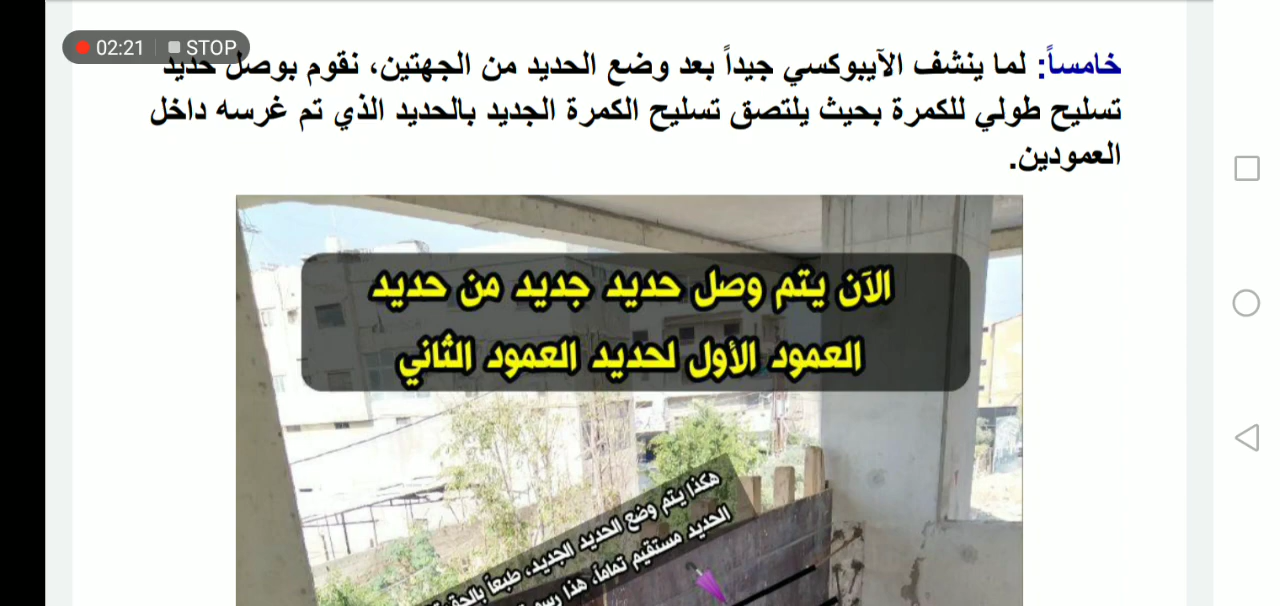 02:21
STOP
خامساً: لما ينشف الآيبوكسي جيداً بعد وضع الحديد من الجهتين، نقوم بوصل حديد
تسليح طولي للكمرة بحيث يلتصق تسليح الكمرة الجديد بالحديد الذي تم غرسه داخل
العمودين.
الآن يتم وصل حديد جديد من حديد
العمود الأول لحديد العمود الثاني
هكذا يتم وضع الحديد الجديد، طبعاً
الحديد مستقيم تماماً، هذا